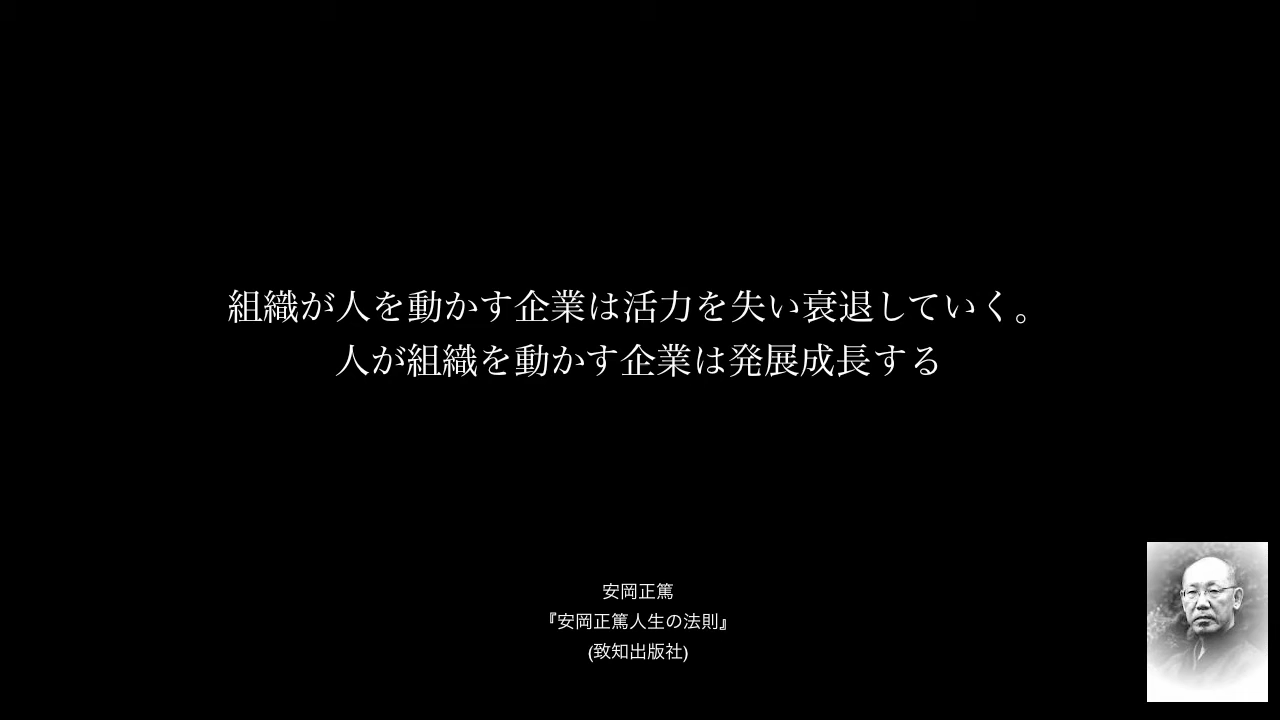 組織が人を動かす企業は活力を失い衰退していく。
人が組織を動かす企業は発展成長する
安岡正篤
『安岡正篤人生の法則』
(致知出版社)